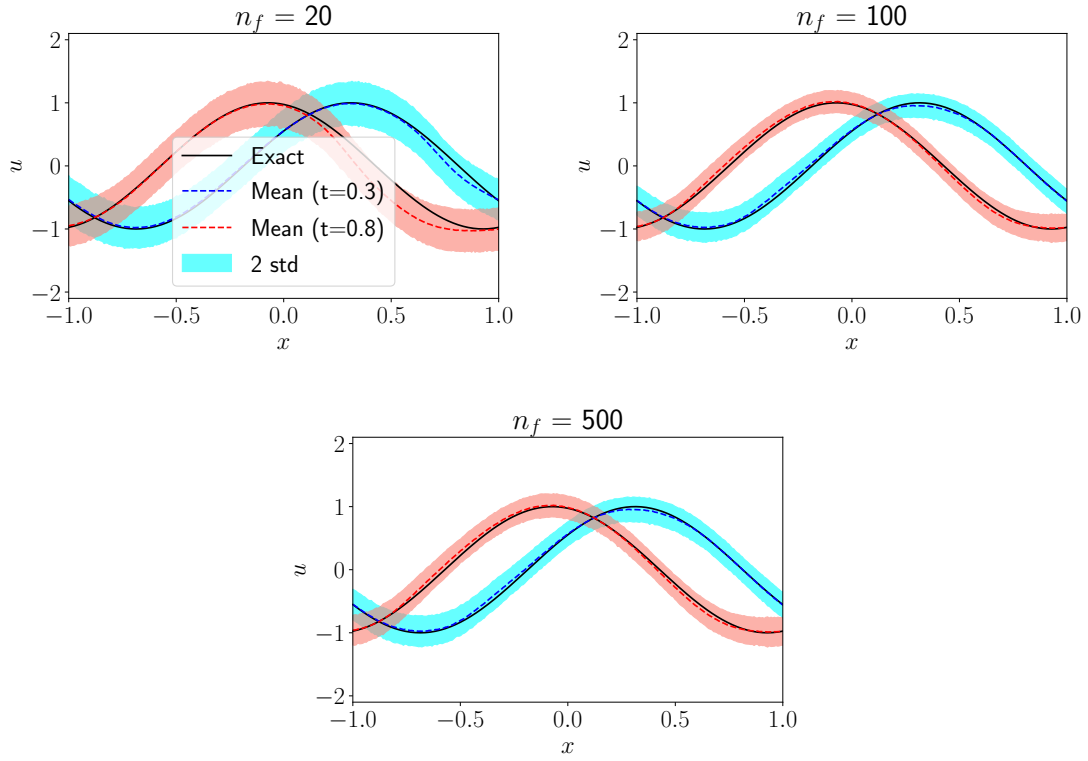 n_f = 20
n_f = 100
2
1
0
−1
−2
u
Exact
Mean (t=0.3)
Mean (t=0.8)
2 std
−1.0 −0.5 0.0 0.5 1.0
x
2
1
0
−1
−2
u
−1.0 −0.5 0.0 0.5 1.0
x
n_f = 500
2
1
0
−1
−2
u
−1.0 −0.5 0.0 0.5 1.0
x